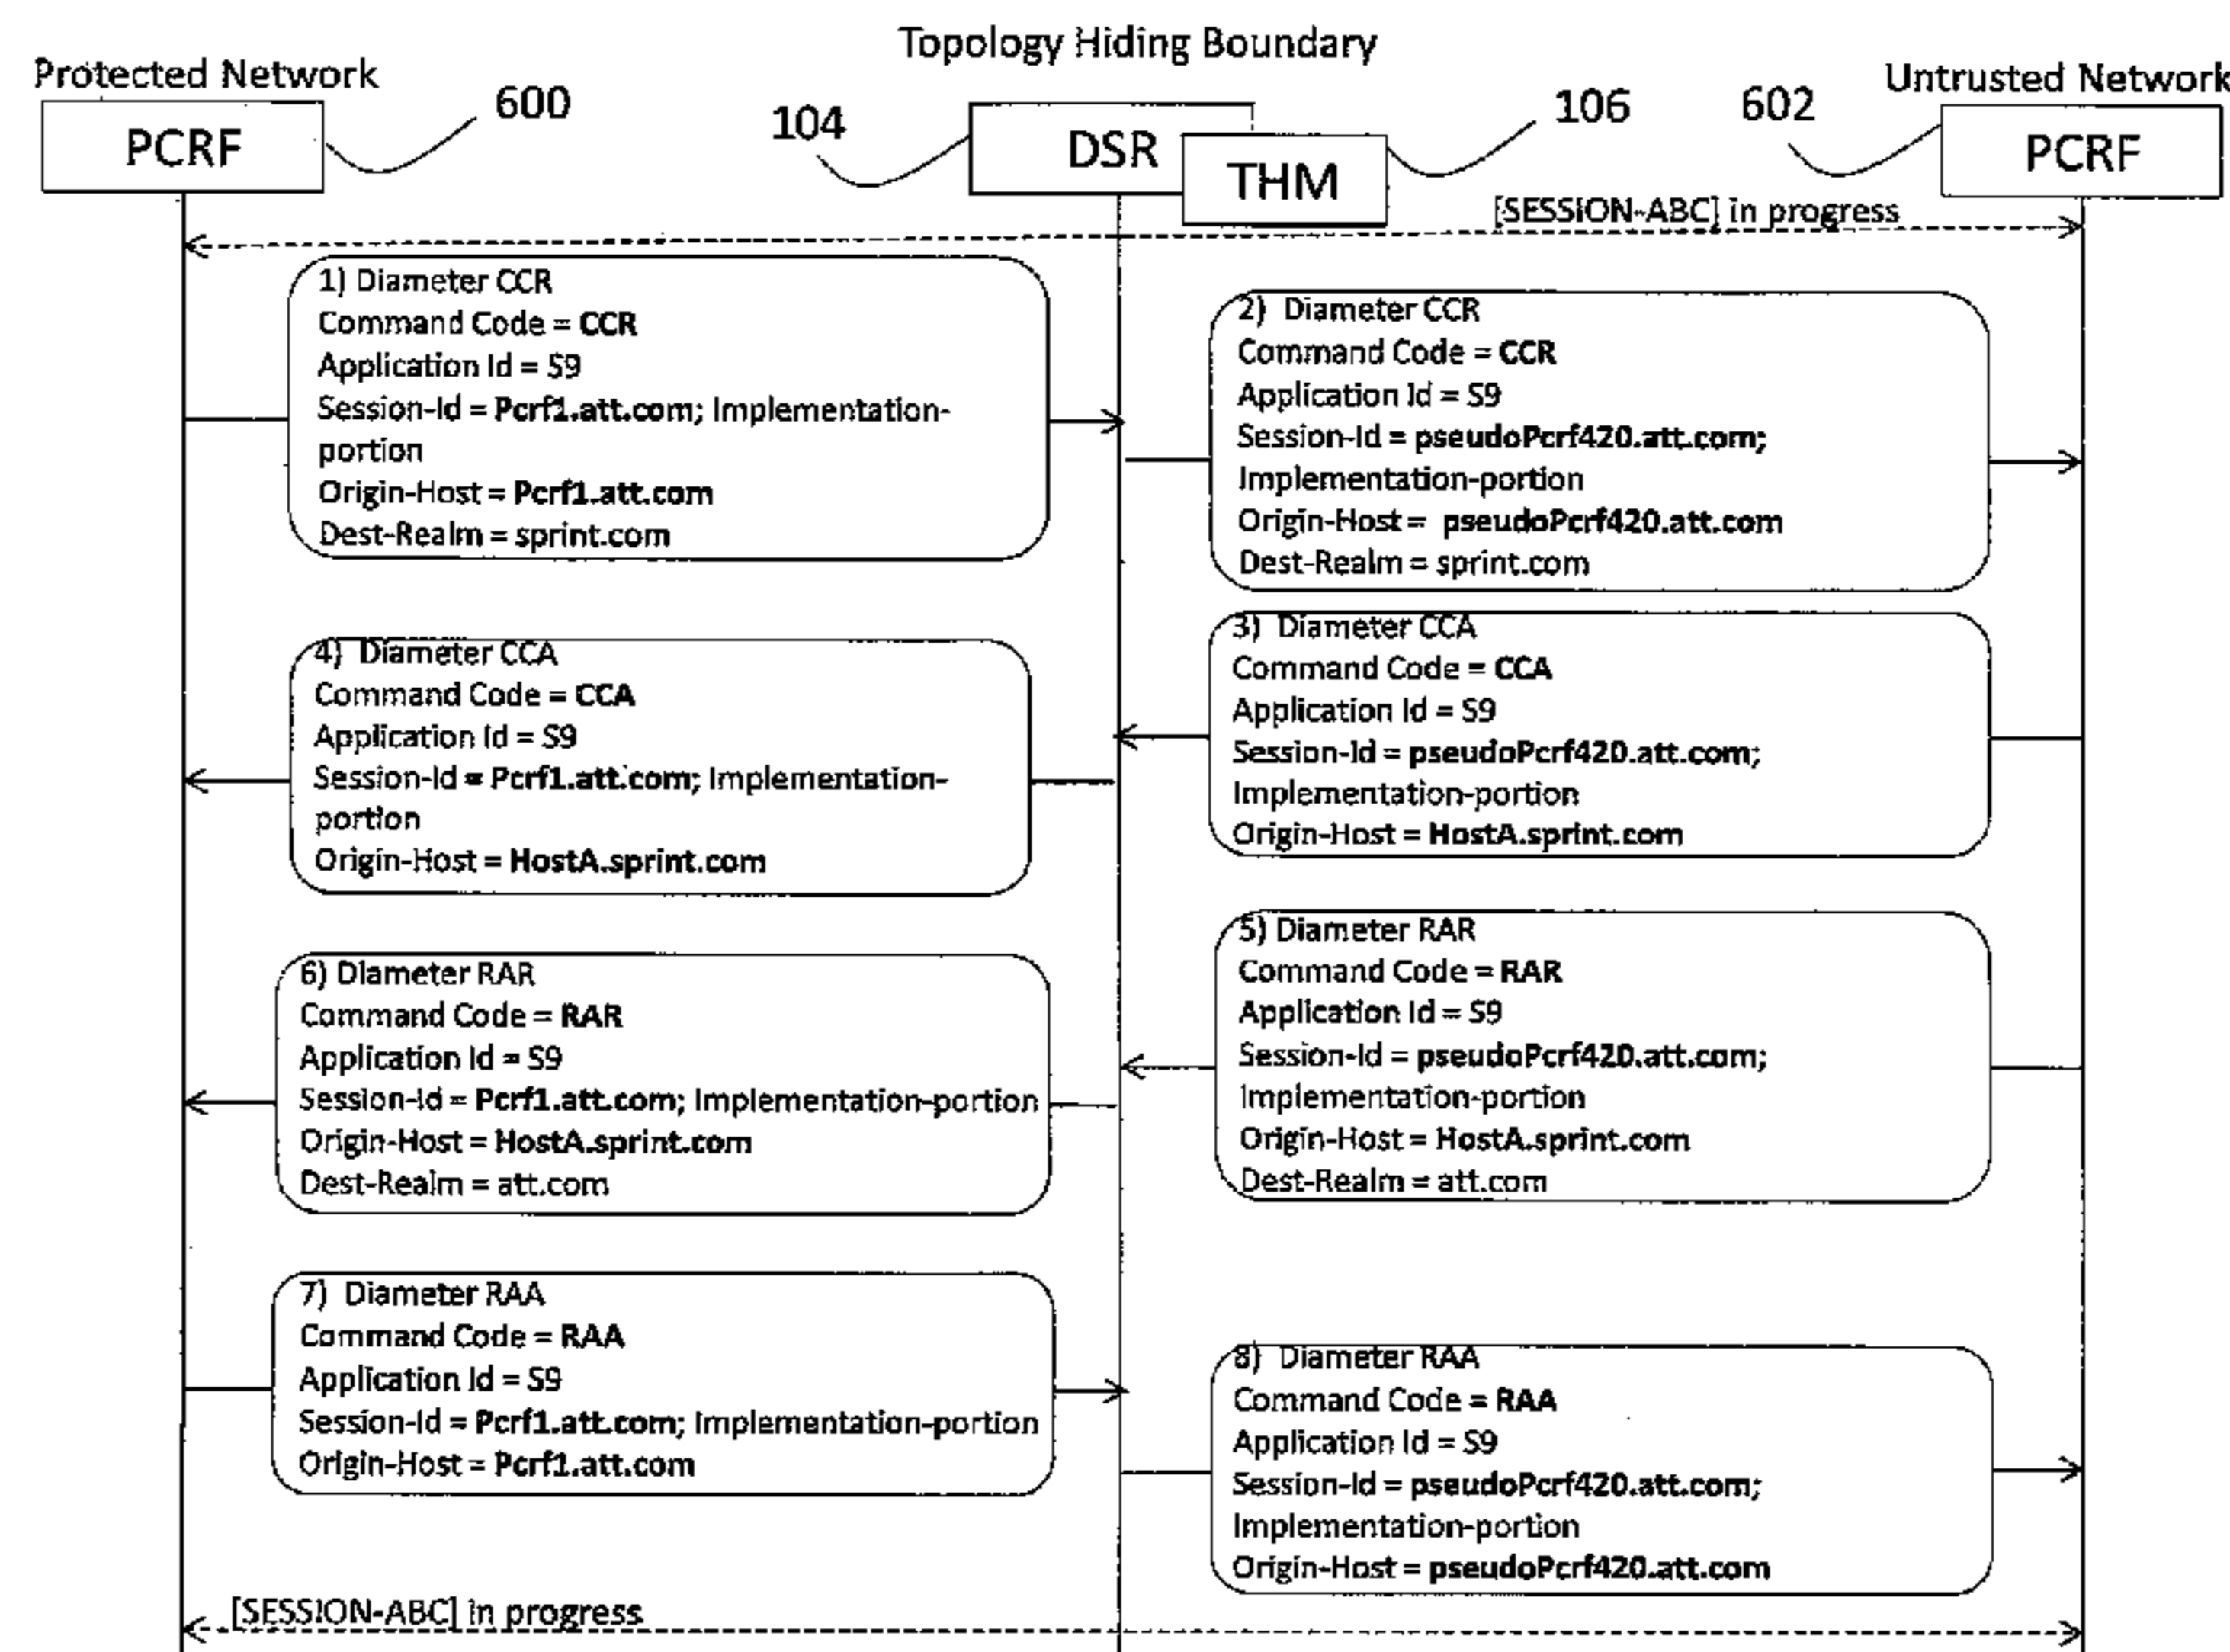 Topology Hiding Boundary
Protected Network
Untrusted Network
600
104
106
602
PCRF
DSR
THM
PCRF
[SESSION-ABC] in progress
1) Diameter CCR
Command Code = CCR
Application Id = S9
Session-Id = Pcrf1.att.com; Implementation-
portion
Origin-Host = Pcrf1.att.com
Dest-Realm = sprint.com
2) Diameter CCR
Command Code = CCR
Application Id = S9
Session-Id = pseudoPcrf420.att.com;
Implementation-portion
Origin-Host = pseudoPcrf420.att.com
Dest-Realm = sprint.com
3) Diameter CCA
Command Code = CCA
Application Id = S9
Session-Id = pseudoPcrf420.att.com;
Implementation-portion
Origin-Host = HostA.sprint.com
4) Diameter CCA
Command Code = CCA
Application Id = S9
Session-Id = Pcrf1.att.com; Implementation-
portion
Origin-Host = HostA.sprint.com
5) Diameter RAR
Command Code = RAR
Application Id = S9
Session-Id = pseudoPcrf420.att.com;
Implementation-portion
Origin-Host = HostA.sprint.com
Dest-Realm = att.com
6) Diameter RAR
Command Code = RAR
Application Id = S9
Session-Id = Pcrf1.att.com; Implementation-portion
Origin-Host = HostA.sprint.com
Dest-Realm = att.com
7) Diameter RAA
Command Code = RAA
Application Id = S9
Session-Id = Pcrf1.att.com; Implementation-portion
Origin-Host = Pcrf1.att.com
8) Diameter RAA
Command Code = RAA
Application Id = S9
Session-Id = pseudoPcrf420.att.com;
Implementation-portion
Origin-Host = pseudoPcrf420.att.com
[SESSION-ABC] in progress